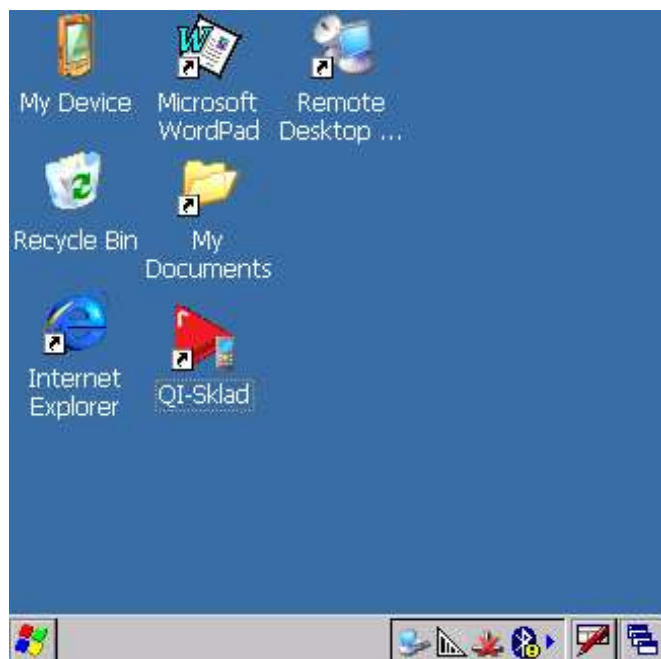 My Device
Microsoft
WordPad
Remote
Desktop ...
Recycle Bin
My
Documents
Internet
Explorer
QI-Sklad